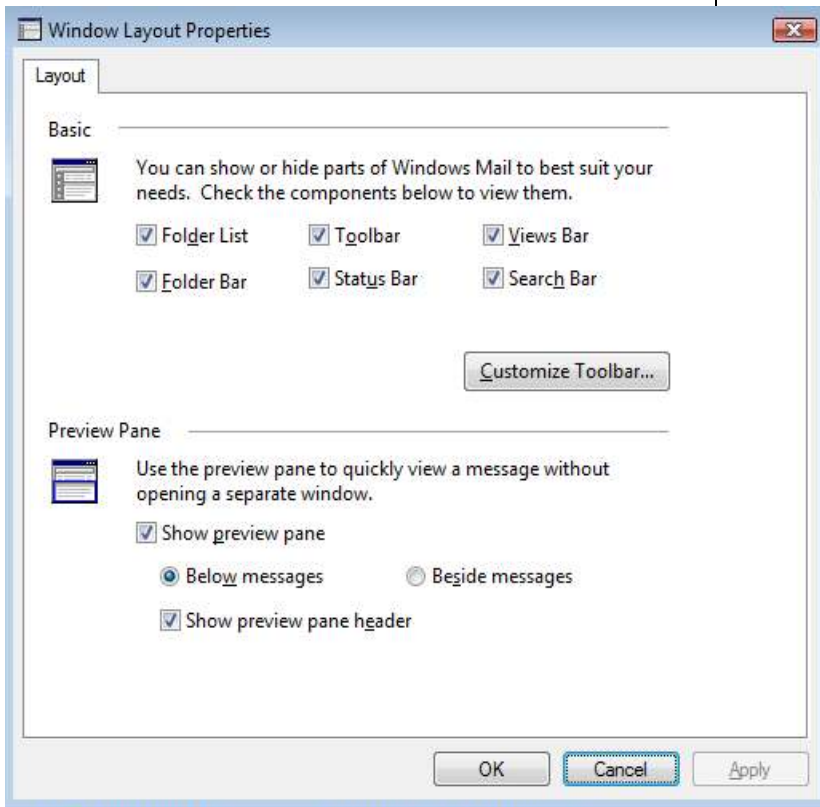 Window Layout Properties
Layout
Basic
You can show or hide parts of Windows Mail to best suit your
needs. Check the components below to view them.
Folder List Toolbar Views Bar
Folder Bar Status Bar Search Bar
Customize Toolbar...
Preview Pane
Use the preview pane to quickly view a message without
opening a separate window.
Show preview pane
Below messages Beside messages
Show preview pane header
OK Cancel Apply